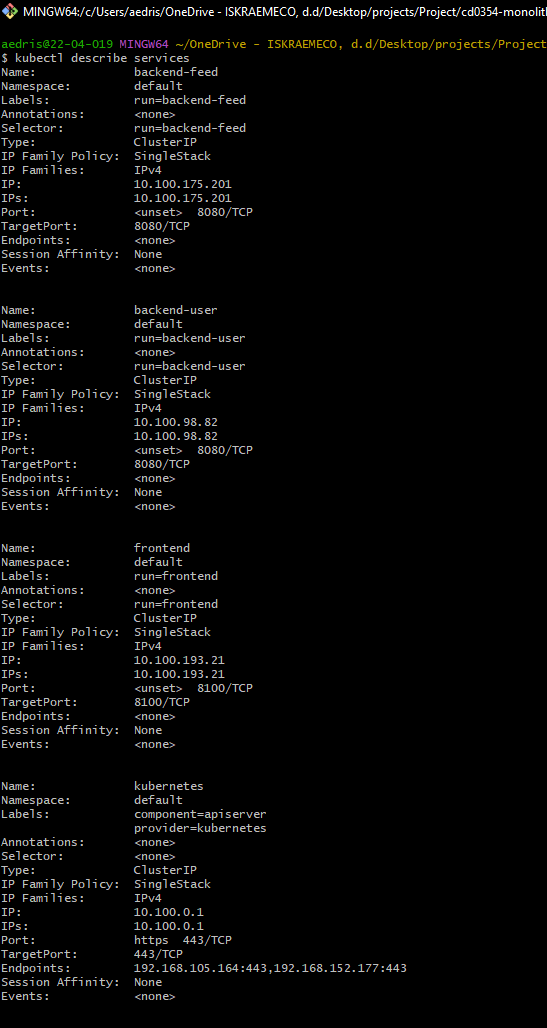 MINGW64:/c/Users/aedris/OneDrive - ISKRAEMECO, d.d/Desktop/projects/Project/cd0354-monolith
aedris@22-04-019 MINGW64 ~/OneDrive - ISKRAEMECO, d.d/Desktop/projects/Project
$ kubectl describe services
Name:              backend-feed
Namespace:         default
Labels:            run=backend-feed
Annotations:       <none>
Selector:          run=backend-feed
Type:              ClusterIP
IP Family Policy:  SingleStack
IP Families:       IPv4
IP:                10.100.175.201
IPs:               10.100.175.201
Port:              <unset>  8080/TCP
TargetPort:        8080/TCP
Endpoints:         <none>
Session Affinity:  None
Events:            <none>
Name:              backend-user
Namespace:         default
Labels:            run=backend-user
Annotations:       <none>
Selector:          run=backend-user
Type:              ClusterIP
IP Family Policy:  SingleStack
IP Families:       IPv4
IP:                10.100.98.82
IPs:               10.100.98.82
Port:              <unset>  8080/TCP
TargetPort:        8080/TCP
Endpoints:         <none>
Session Affinity:  None
Events:            <none>
Name:              frontend
Namespace:         default
Labels:            run=frontend
Annotations:       <none>
Selector:          run=frontend
Type:              ClusterIP
IP Family Policy:  SingleStack
IP Families:       IPv4
IP:                10.100.193.21
IPs:               10.100.193.21
Port:              <unset>  8100/TCP
TargetPort:        8100/TCP
Endpoints:         <none>
Session Affinity:  None
Events:            <none>
Name:              kubernetes
Namespace:         default
Labels:            component=apiserver
                   provider=kubernetes
Annotations:       <none>
Selector:          <none>
Type:              ClusterIP
IP Family Policy:  SingleStack
IP Families:       IPv4
IP:                10.100.0.1
IPs:               10.100.0.1
Port:              https  443/TCP
TargetPort:        443/TCP
Endpoints:         192.168.105.164:443,192.168.152.177:443
Session Affinity:  None
Events:            <none>